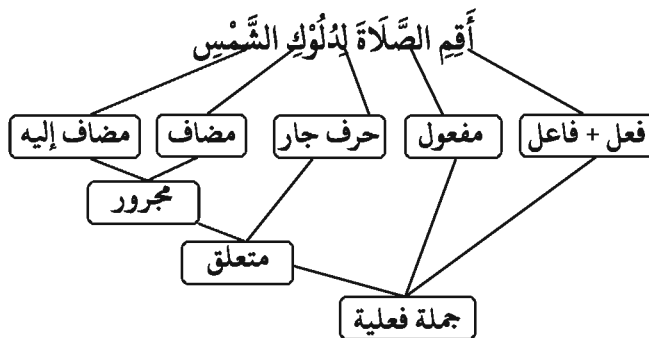 أَقِمِ الصَّلَاةَ لِدُلُوْكِ الشَّمْسِ
فعل + فاعل مفعول حرف جار مضاف مضاف إليه
مجرور
متعلق
جملة فعلية